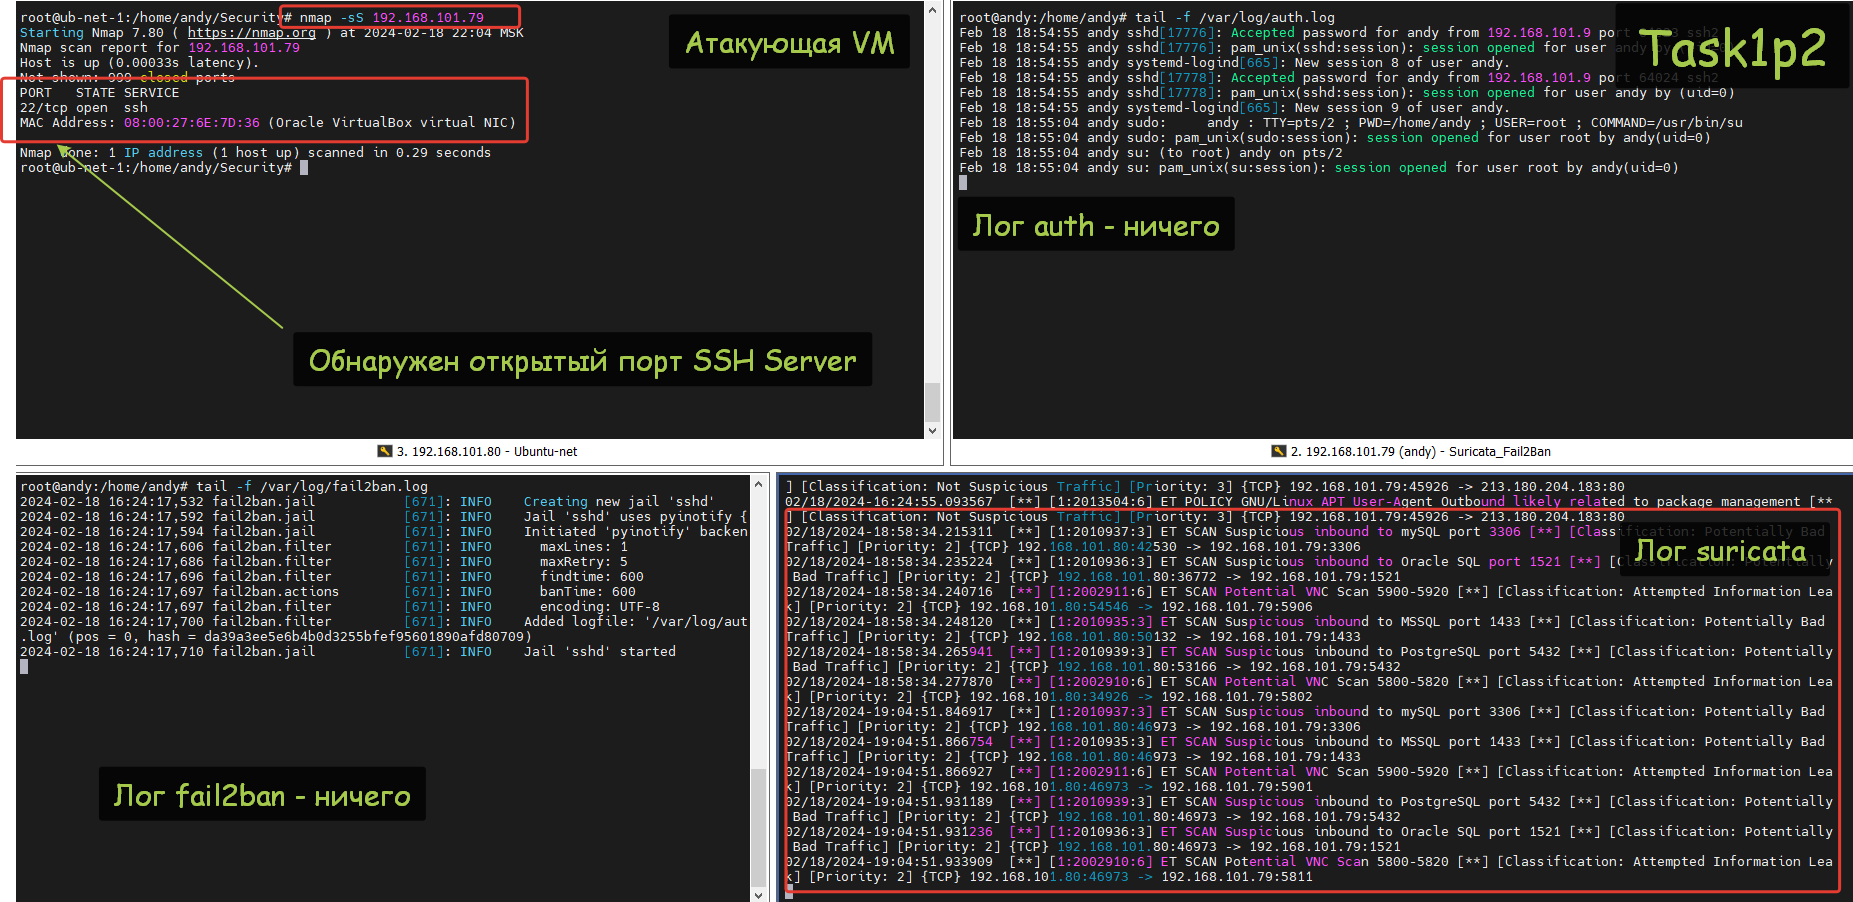 root@ub-net-1:/home/andy/Security# nmap -sS 192.168.101.79
Starting Nmap 7.80 ( https://nmap.org ) at 2024-02-18 22:04 MSK
Nmap scan report for 192.168.101.79
Host is up (0.00033s latency).
Not shown: 999 closed ports
PORT   STATE SERVICE
22/tcp open  ssh
MAC Address: 08:00:27:6E:7D:36 (Oracle VirtualBox virtual NIC)
Nmap done: 1 IP address (1 host up) scanned in 0.29 seconds
root@ub-net-1:/home/andy/Security#
Атакующая VM
Обнаружен открытый порт SSH Server
3. 192.168.101.80 - Ubuntu-net
root@andy:/home/andy# tail -f /var/log/auth.log
Feb 18 18:54:55 andy sshd[17776]: Accepted password for andy from 192.168.101.9 port ssh2
Feb 18 18:54:55 andy sshd[17776]: pam_unix(sshd:session): session opened for user andy by (uid=0)
Feb 18 18:54:55 andy systemd-logind[665]: New session 8 of user andy.
Feb 18 18:54:55 andy sshd[17778]: Accepted password for andy from 192.168.101.9 port 64024 ssh2
Feb 18 18:54:55 andy sshd[17778]: pam_unix(sshd:session): session opened for user andy by (uid=0)
Feb 18 18:54:55 andy systemd-logind[665]: New session 9 of user andy.
Feb 18 18:55:04 andy sudo:     andy : TTY=pts/2 ; PWD=/home/andy ; USER=root ; COMMAND=/usr/bin/su
Feb 18 18:55:04 andy sudo: pam_unix(sudo:session): session opened for user root by andy(uid=0)
Feb 18 18:55:04 andy su: (to root) andy on pts/2
Feb 18 18:55:04 andy su: pam_unix(su:session): session opened for user root by andy(uid=0)
Task1p2
Лог auth - ничего
2. 192.168.101.79 (andy) - Suricata_Fail2Ban
root@andy:/home/andy# tail -f /var/log/fail2ban.log
2024-02-18 16:24:17,532 fail2ban.jail           [671]: INFO    Creating new jail 'sshd'
2024-02-18 16:24:17,592 fail2ban.jail           [671]: INFO    Jail 'sshd' uses pyinotify {
2024-02-18 16:24:17,594 fail2ban.jail           [671]: INFO    Initiated 'pyinotify' backen
2024-02-18 16:24:17,606 fail2ban.filter         [671]: INFO      maxLines: 1
2024-02-18 16:24:17,686 fail2ban.filter         [671]: INFO      maxRetry: 5
2024-02-18 16:24:17,696 fail2ban.filter         [671]: INFO      findtime: 600
2024-02-18 16:24:17,697 fail2ban.actions        [671]: INFO      banTime: 600
2024-02-18 16:24:17,697 fail2ban.filter         [671]: INFO      encoding: UTF-8
2024-02-18 16:24:17,700 fail2ban.filter         [671]: INFO    Added logfile: '/var/log/aut
.log' (pos = 0, hash = da39a3ee5e6b4b0d3255bfef95601890afd80709)
2024-02-18 16:24:17,710 fail2ban.jail           [671]: INFO    Jail 'sshd' started
Лог fail2ban - ничего
] [Classification: Not Suspicious Traffic] [Priority: 3] {TCP} 192.168.101.79:45926 -> 213.180.204.183:80
02/18/2024-16:24:55.093567  [**] [1:2013504:6] ET POLICY GNU/Linux APT User-Agent Outbound likely related to package management [**
] [Classification: Not Suspicious Traffic] [Priority: 3] {TCP} 192.168.101.79:45926 -> 213.180.204.183:80
02/18/2024-18:58:34.215311  [**] [1:2010937:3] ET SCAN Suspicious inbound to mySQL port 3306 [**] [Classification: Potentially Bad
Traffic] [Priority: 2] {TCP} 192.168.101.80:42530 -> 192.168.101.79:3306
02/18/2024-18:58:34.235224  [**] [1:2010936:3] ET SCAN Suspicious inbound to Oracle SQL port 1521 [**] [Classification: Potentially
Bad Traffic] [Priority: 2] {TCP} 192.168.101.80:36772 -> 192.168.101.79:1521
02/18/2024-18:58:34.240716  [**] [1:2002911:6] ET SCAN Potential VNC Scan 5900-5920 [**] [Classification: Attempted Information Lea
k] [Priority: 2] {TCP} 192.168.101.80:54546 -> 192.168.101.79:5906
02/18/2024-18:58:34.248120  [**] [1:2010935:3] ET SCAN Suspicious inbound to MSSQL port 1433 [**] [Classification: Potentially Bad
Traffic] [Priority: 2] {TCP} 192.168.101.80:50132 -> 192.168.101.79:1433
02/18/2024-18:58:34.265941  [**] [1:2010939:3] ET SCAN Suspicious inbound to PostgreSQL port 5432 [**] [Classification: Potentially
Bad Traffic] [Priority: 2] {TCP} 192.168.101.80:53166 -> 192.168.101.79:5432
02/18/2024-18:58:34.277870  [**] [1:2002910:6] ET SCAN Potential VNC Scan 5800-5820 [**] [Classification: Attempted Information Lea
k] [Priority: 2] {TCP} 192.168.101.80:34926 -> 192.168.101.79:5802
02/18/2024-19:04:51.846917  [**] [1:2010937:3] ET SCAN Suspicious inbound to mySQL port 3306 [**] [Classification: Potentially Bad
Traffic] [Priority: 2] {TCP} 192.168.101.80:46973 -> 192.168.101.79:3306
02/18/2024-19:04:51.866754  [**] [1:2010935:3] ET SCAN Suspicious inbound to MSSQL port 1433 [**] [Classification: Potentially Bad
Traffic] [Priority: 2] {TCP} 192.168.101.80:46973 -> 192.168.101.79:1433
02/18/2024-19:04:51.866927  [**] [1:2002911:6] ET SCAN Potential VNC Scan 5900-5920 [**] [Classification: Attempted Information Lea
k] [Priority: 2] {TCP} 192.168.101.80:46973 -> 192.168.101.79:5901
02/18/2024-19:04:51.931189  [**] [1:2010939:3] ET SCAN Suspicious inbound to PostgreSQL port 5432 [**] [Classification: Potentially
Bad Traffic] [Priority: 2] {TCP} 192.168.101.80:46973 -> 192.168.101.79:5432
02/18/2024-19:04:51.931236  [**] [1:2010936:3] ET SCAN Suspicious inbound to Oracle SQL port 1521 [**] [Classification: Potentially
Bad Traffic] [Priority: 2] {TCP} 192.168.101.80:46973 -> 192.168.101.79:1521
02/18/2024-19:04:51.933909  [**] [1:2002910:6] ET SCAN Potential VNC Scan 5800-5820 [**] [Classification: Attempted Information Lea
k] [Priority: 2] {TCP} 192.168.101.80:46973 -> 192.168.101.79:5811
Лог suricata